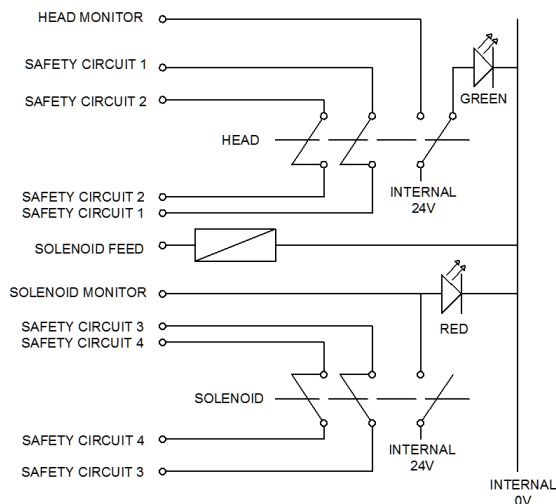 HEAD MONITOR
SAFETY CIRCUIT 1
GREEN
SAFETY CIRCUIT 2
HEAD
INTERNAL
24V
SAFETY CIRCUIT 2
SAFETY CIRCUIT 1
SOLENOID FEED
SOLENOID MONITOR
RED
SAFETY CIRCUIT 3
SAFETY CIRCUIT 4
SOLENOID
SAFETY CIRCUIT 4
INTERNAL
24V
SAFETY CIRCUIT 3
INTERNAL
0V